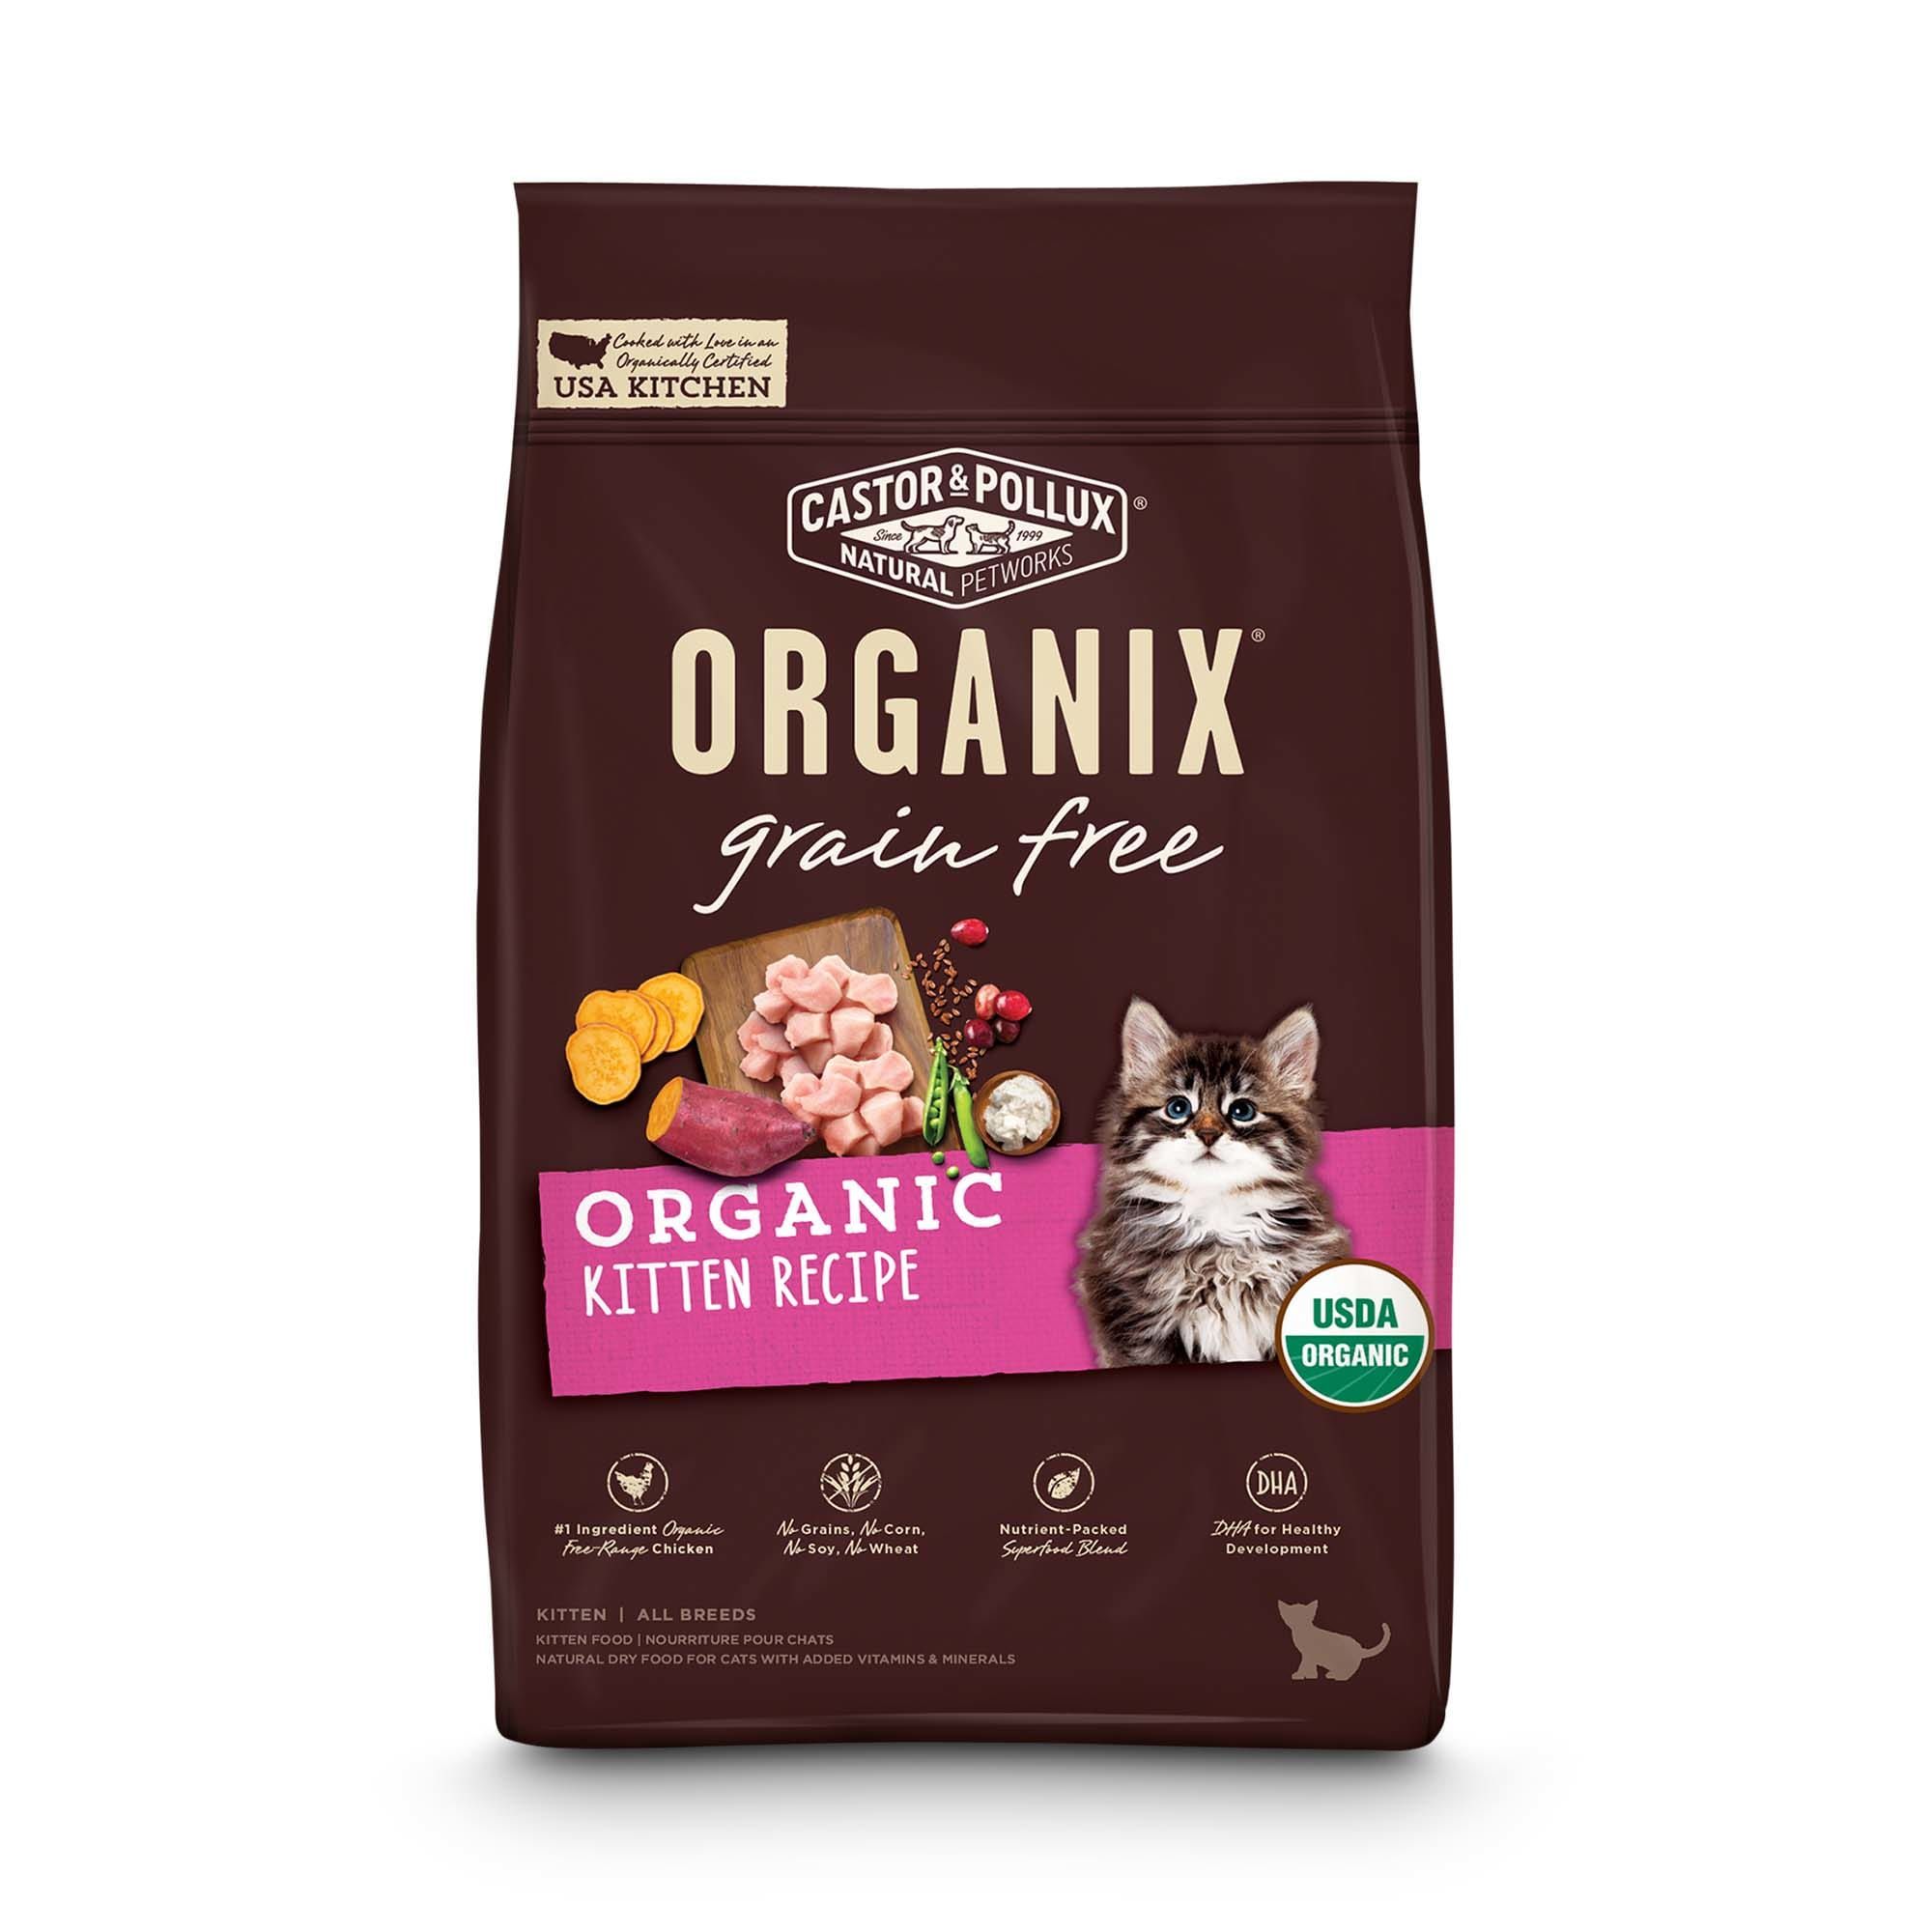 Cooked with Love in an
Organically Certified
USA KITCHEN
CASTOR & POLLUX ®
Since 1999
NATURAL PETWORKS
ORGANIX®
grain free
ORGANIC
KITTEN RECIPE
USDA
ORGANIC
DHA
#1 Ingredient Organic
Free-Range Chicken
No Grains, No Corn,
No Soy, No Wheat
Nutrient-Packed
Superfood Blend
DHA for Healthy
Development
KITTEN | ALL BREEDS
KITTEN FOOD | NOURRITURE POUR CHATS
NATURAL DRY FOOD FOR CATS WITH ADDED VITAMINS & MINERALS